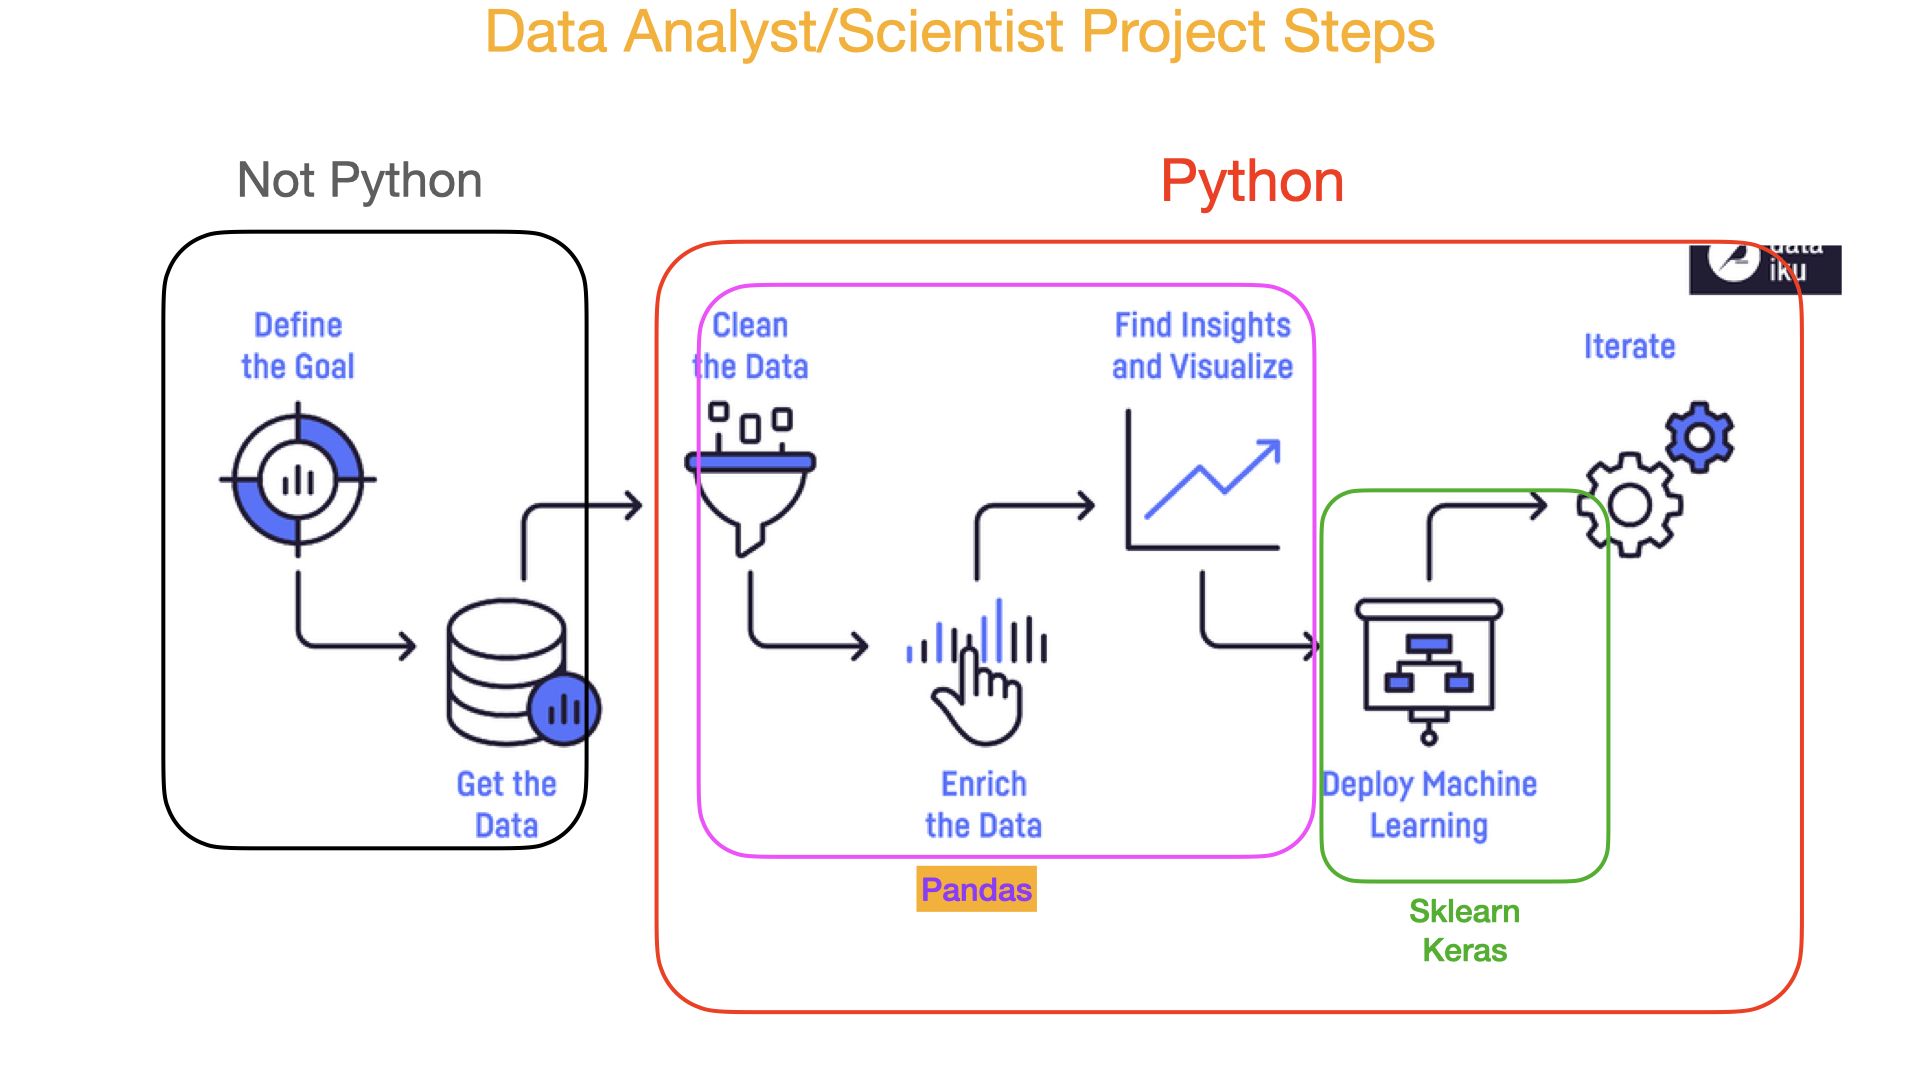 Data Analyst/Scientist Project Steps
Not Python
Python
data
iku
Define
the Goal
Clean
the Data
Find Insights
and Visualize
Iterate
Get the
Data
Enrich
the Data
Deploy Machine
Learning
Pandas
Sklearn
Keras